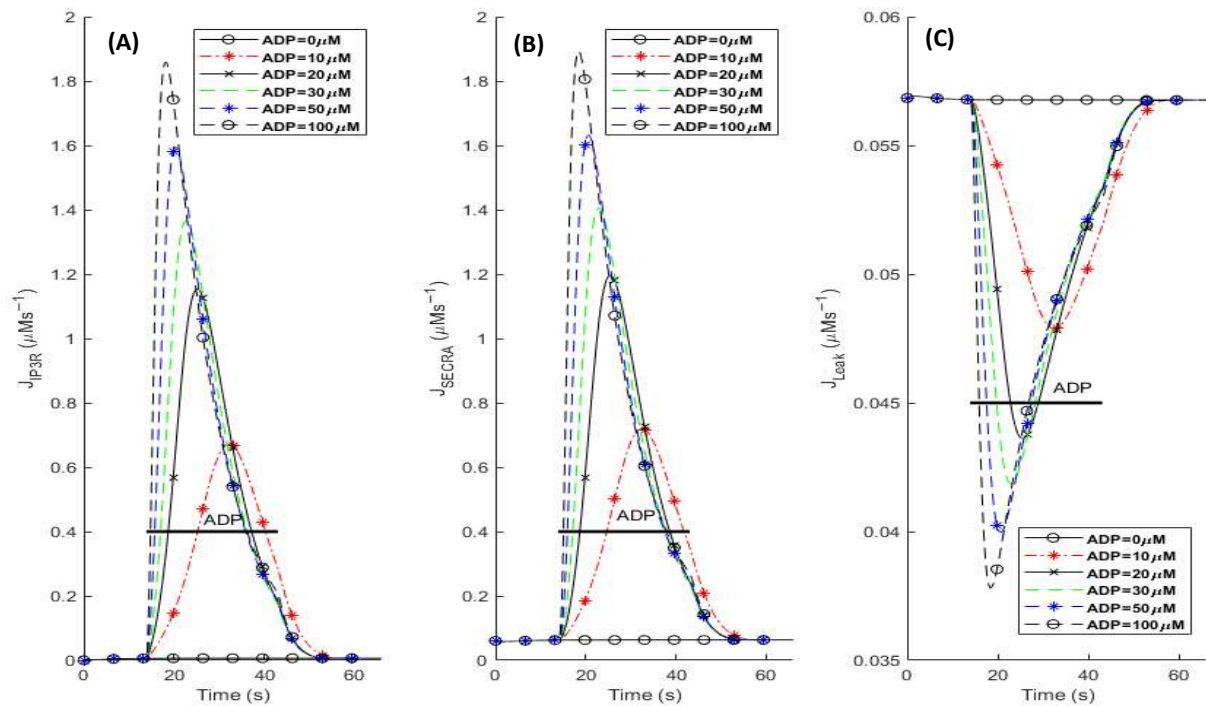 (A)
2
1.8
1.6
1.4
1.2
1
0.8
0.6
0.4
0.2
0
J_IP3R (μMs⁻¹)
0 20 40 60
Time (s)
ADP=0μM
ADP=10μM
ADP=20μM
ADP=30μM
ADP=50μM
ADP=100μM
ADP
(B)
2
1.8
1.6
1.4
1.2
1
0.8
0.6
0.4
0.2
0
J_SECRA (μMs⁻¹)
0 20 40 60
Time (s)
ADP=0μM
ADP=10μM
ADP=20μM
ADP=30μM
ADP=50μM
ADP=100μM
ADP
(C)
0.06
0.055
0.05
0.045
0.04
0.035
J_Leak (μMs⁻¹)
0 20 40 60
Time (s)
ADP
ADP=0μM
ADP=10μM
ADP=20μM
ADP=30μM
ADP=50μM
ADP=100μM